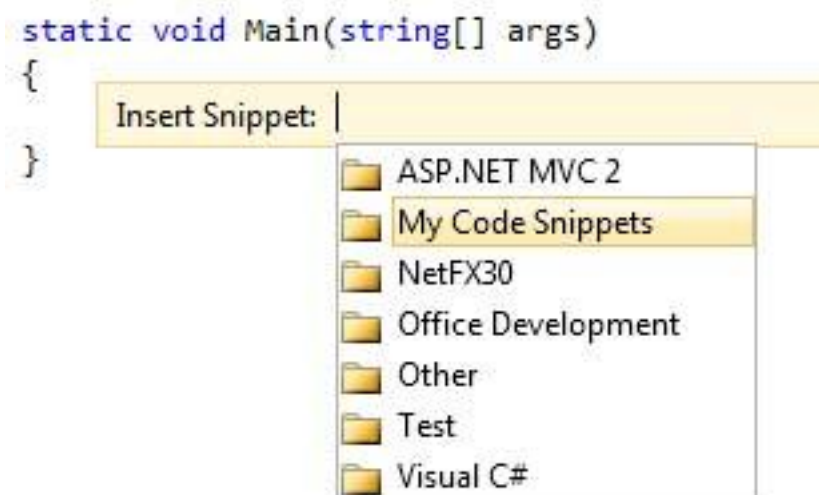 static void Main(string[] args)
{
Insert Snippet:
}
ASP.NET MVC 2
My Code Snippets
NetFX30
Office Development
Other
Test
Visual C#